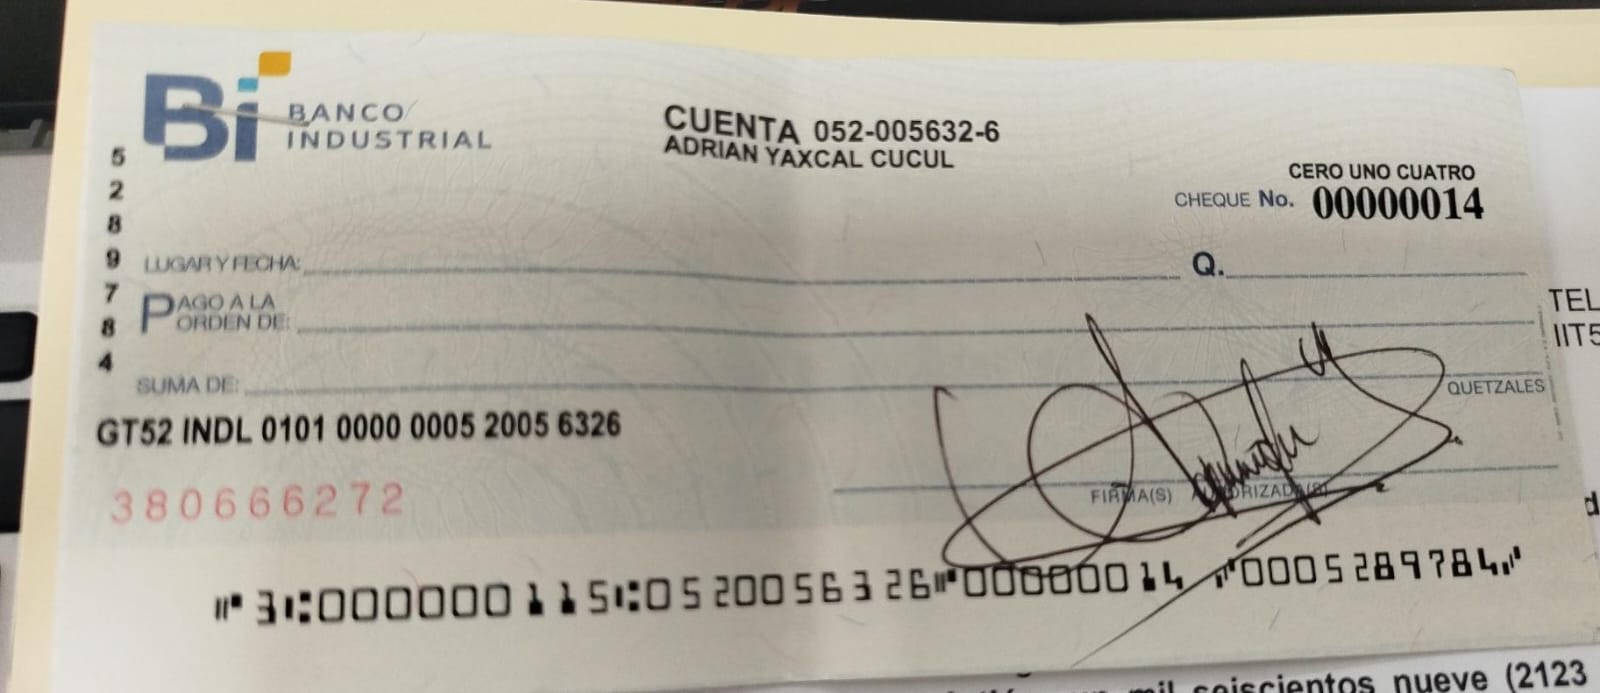 Bi BANCO
INDUSTRIAL
CUENTA 052-005632-6
ADRIAN YAXCAL CUCUL
CERO UNO CUATRO
CHEQUE No. 00000014
5
2
8
9
7
8
4
LUGAR Y FECHA:
Q.
PAGO A LA
ORDEN DE:
SUMA DE:
QUETZALES
GT52 INDL 0101 0000 0005 2005 6326
380666272
FIRMA(S) AUTORIZADA(S)
⑈3⑆000000115⑆0520056326⑈00000014 ⑈0005289784⑈
TEL
IIT5
d
mil seiscientos nueve (2123